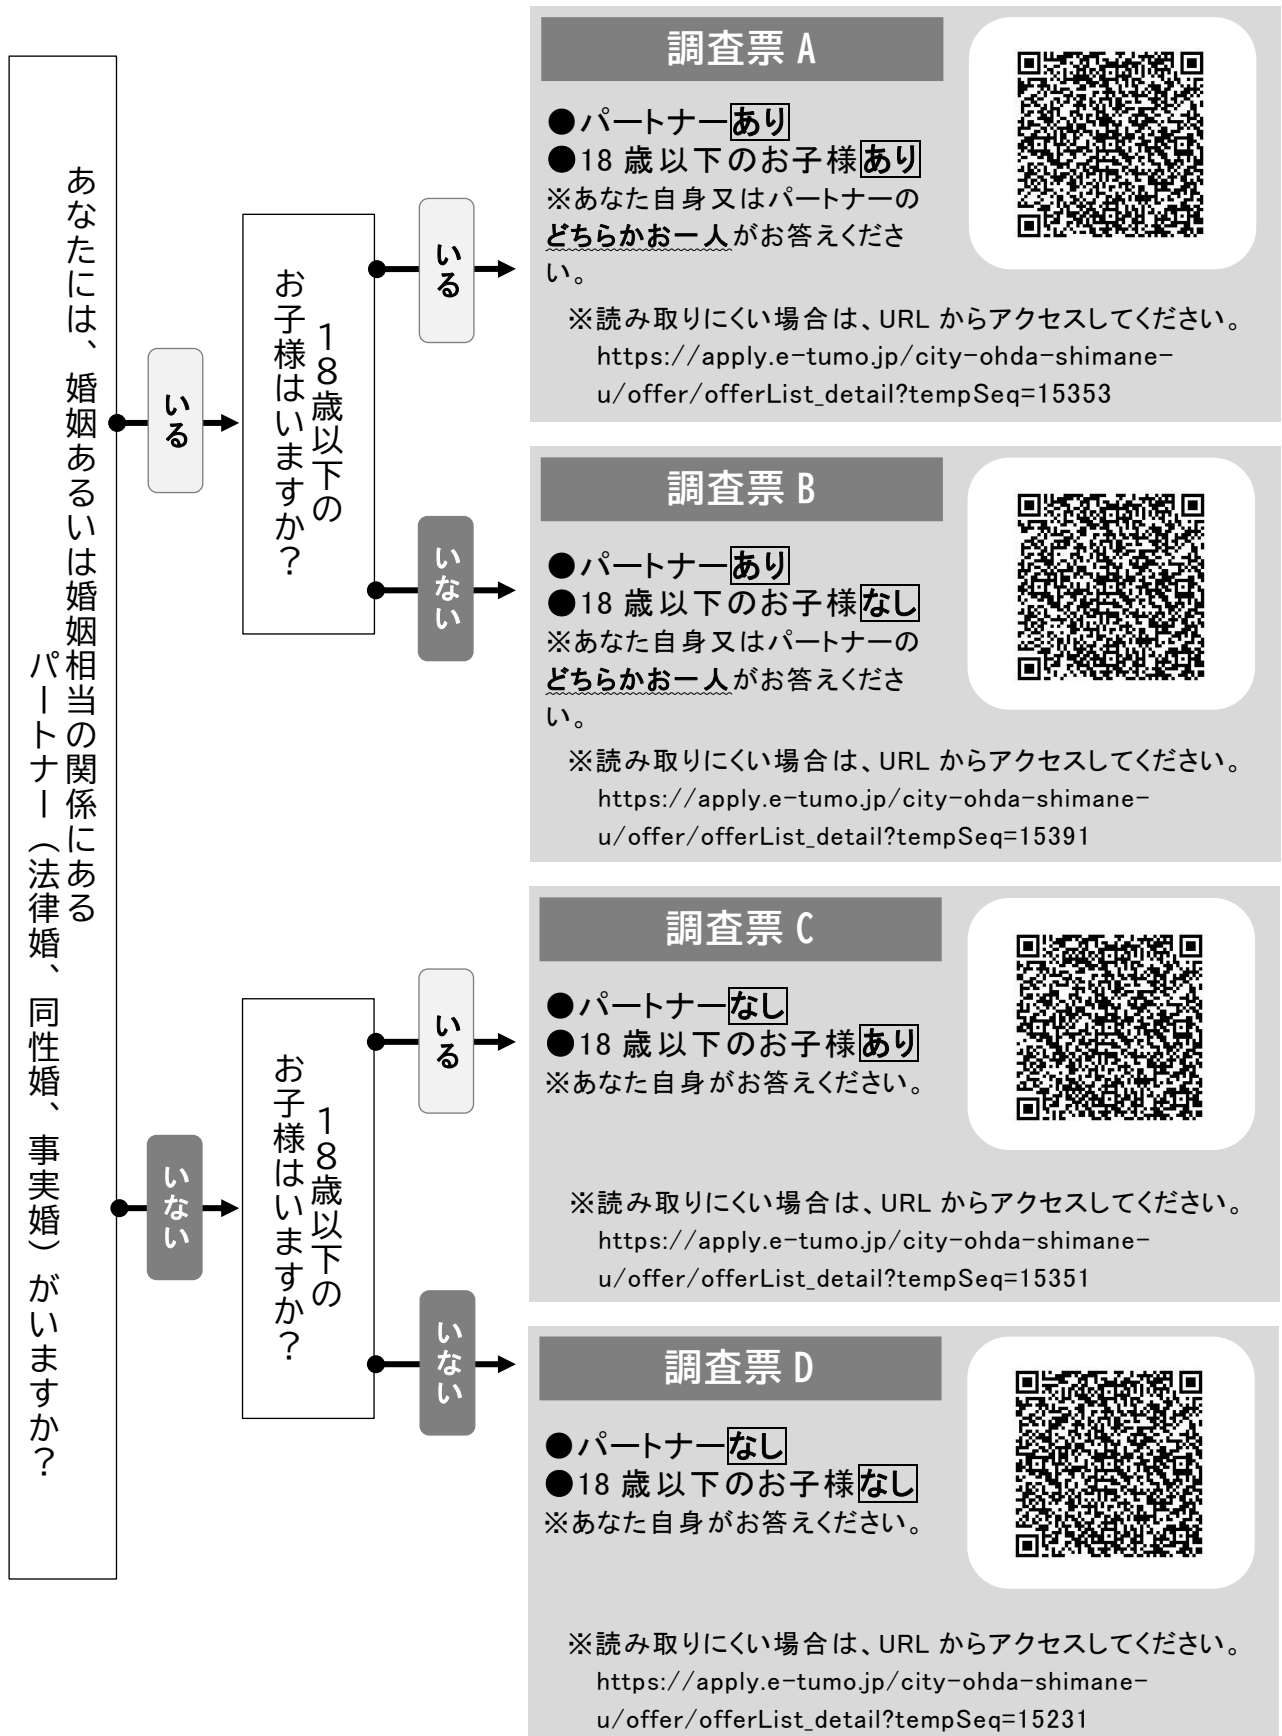 あなたには、婚姻あるいは婚姻相当の関係にある
パートナー（法律婚、同性婚、事実婚）がいますか？
いる
18歳以下の
お子様はいますか？
いる
調査票 A
●パートナーあり
●18 歳以下のお子様あり
※あなた自身又はパートナーの
どちらかお一人がお答えくださ
い。
※読み取りにくい場合は、URL からアクセスしてください。
https://apply.e-tumo.jp/city-ohda-shimane-
u/offer/offerList_detail?tempSeq=15353
いない
調査票 B
●パートナーあり
●18 歳以下のお子様なし
※あなた自身又はパートナーの
どちらかお一人がお答えくださ
い。
※読み取りにくい場合は、URL からアクセスしてください。
https://apply.e-tumo.jp/city-ohda-shimane-
u/offer/offerList_detail?tempSeq=15391
いない
18歳以下の
お子様はいますか？
いる
調査票 C
●パートナーなし
●18 歳以下のお子様あり
※あなた自身がお答えください。
※読み取りにくい場合は、URL からアクセスしてください。
https://apply.e-tumo.jp/city-ohda-shimane-
u/offer/offerList_detail?tempSeq=15351
いない
調査票 D
●パートナーなし
●18 歳以下のお子様なし
※あなた自身がお答えください。
※読み取りにくい場合は、URL からアクセスしてください。
https://apply.e-tumo.jp/city-ohda-shimane-
u/offer/offerList_detail?tempSeq=15231